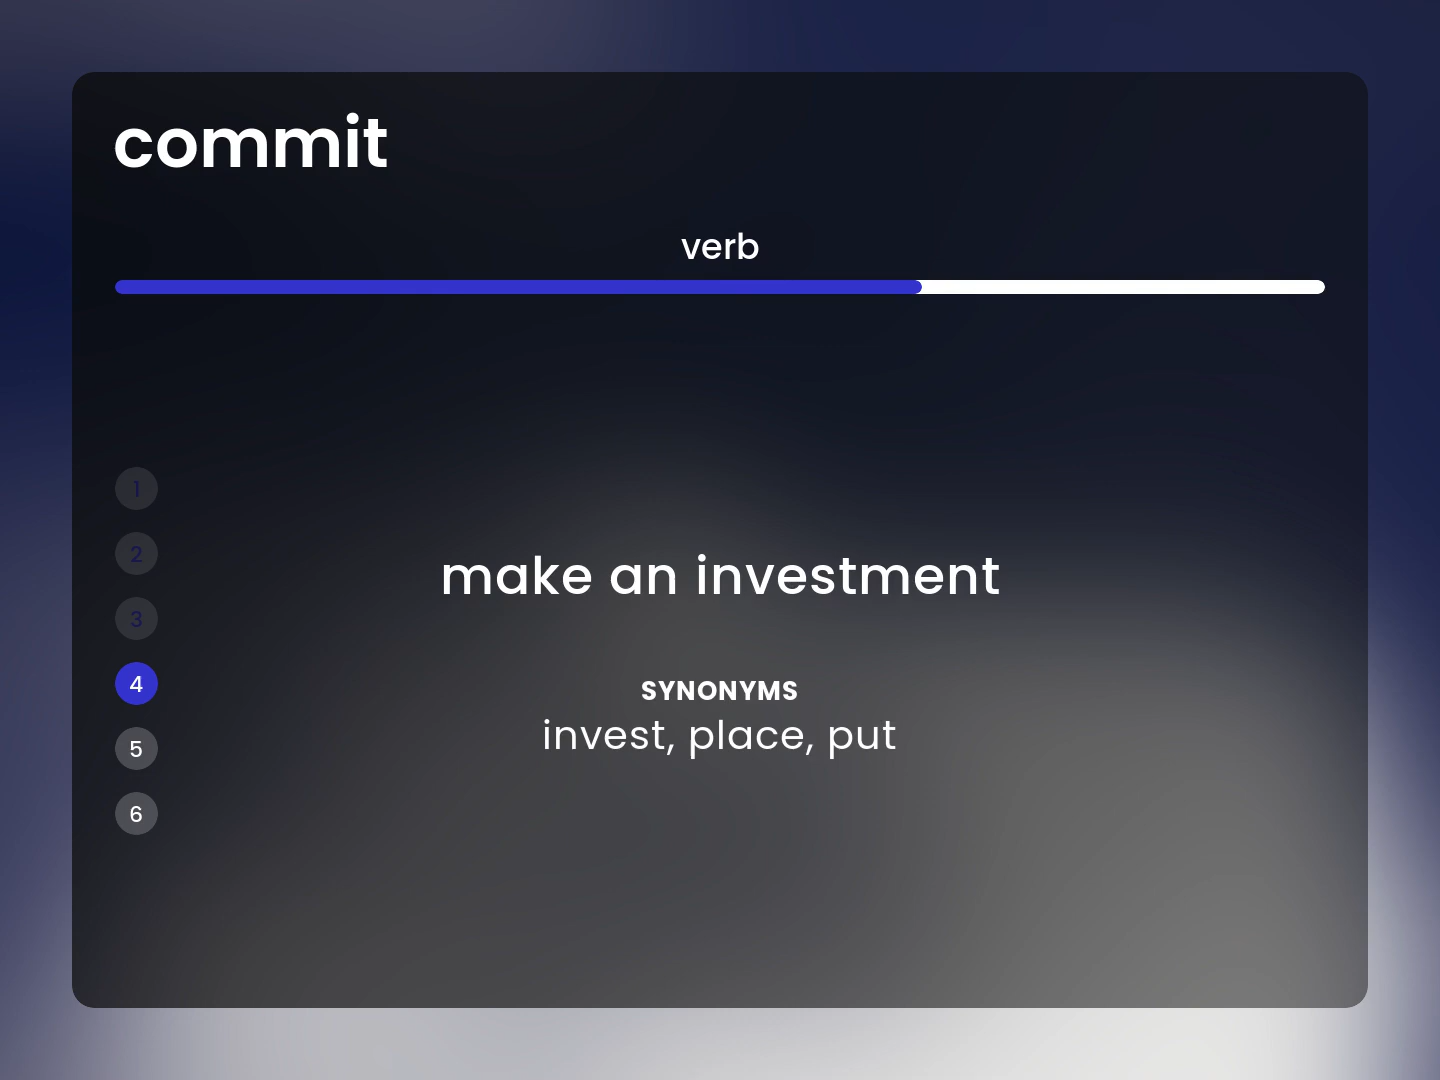 commit
verb
1
2
3
4
5
6
make an investment
SYNONYMS
invest, place, put